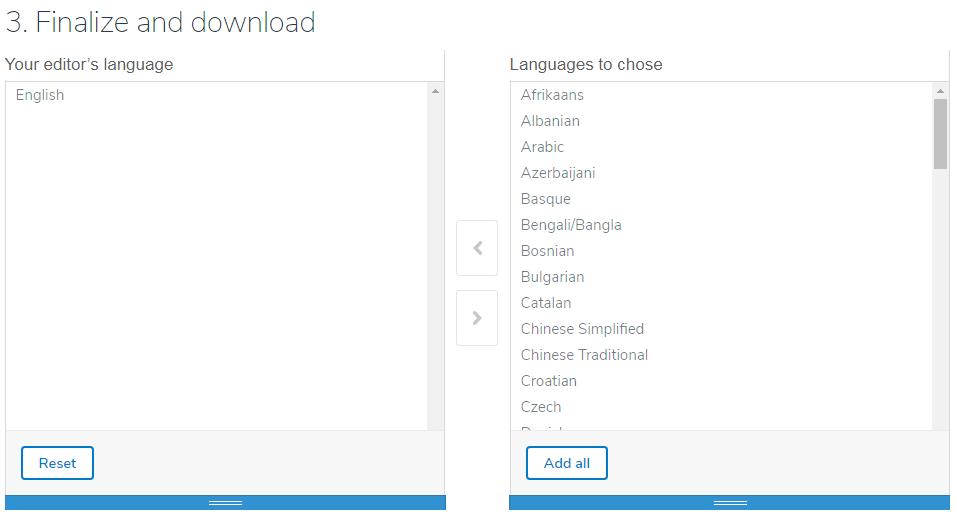 3. Finalize and download
Your editor’s language
English
Reset
Languages to chose
Afrikaans
Albanian
Arabic
Azerbaijani
Basque
Bengali/Bangla
Bosnian
Bulgarian
Catalan
Chinese Simplified
Chinese Traditional
Croatian
Czech
Add all